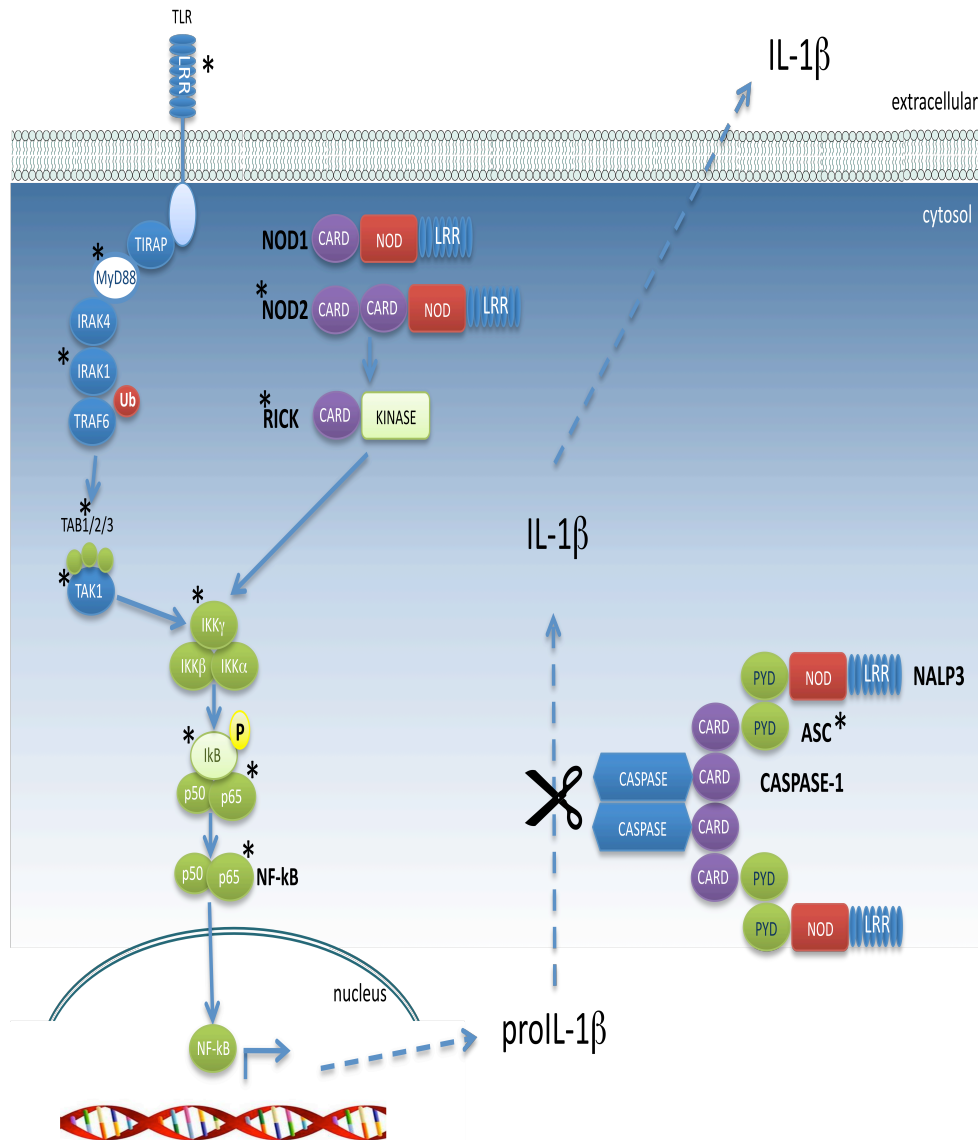 TLR
LRR *
IL-1β
extracellular
cytosol
TIRAP
* MyD88
IRAK4
* IRAK1
Ub
TRAF6
* TAB1/2/3
* TAK1
NOD1 CARD NOD LRR
* NOD2 CARD CARD NOD LRR
* RICK CARD KINASE
* IKKγ
IKKβ IKKα
P
* IkB
p50 p65 *
p50 p65 * NF-kB
nucleus
NF-kB
IL-1β
proIL-1β
PYD NOD LRR NALP3
CARD PYD ASC *
CASPASE CARD CASPASE-1
CASPASE CARD
CARD PYD
PYD NOD LRR